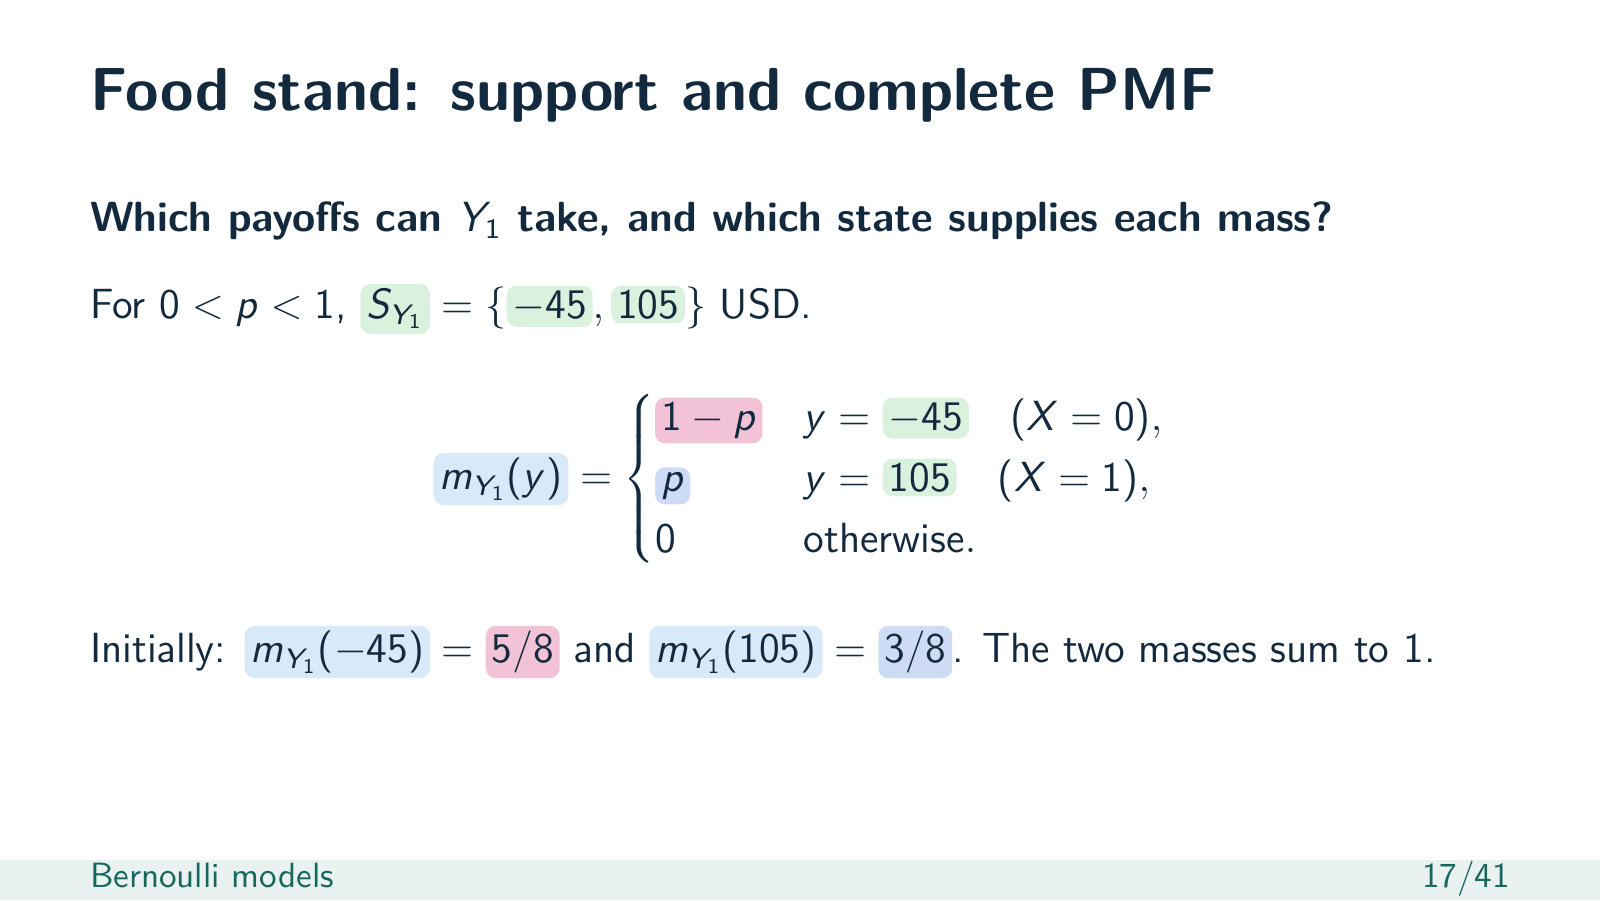 Food stand: support and complete PMF
Which payoffs can Y₁ take, and which state supplies each mass?
For 0 < p < 1, S_{Y₁} = {−45, 105} USD.
m_{Y₁}(y) = { 1 − p   y = −45   (X = 0),
p   y = 105   (X = 1),
0   otherwise.
Initially: m_{Y₁}(−45) = 5/8 and m_{Y₁}(105) = 3/8. The two masses sum to 1.
Bernoulli models 17/41